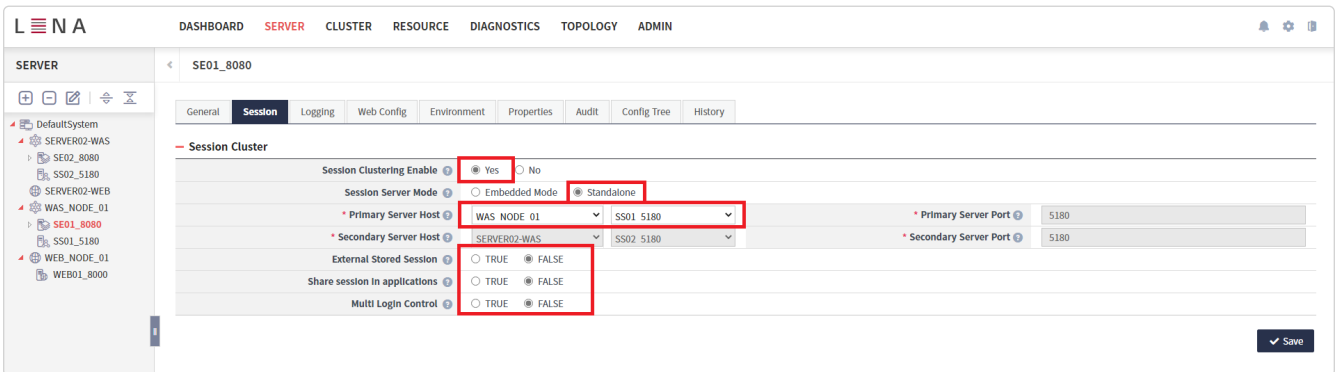 LENA
DASHBOARD SERVER CLUSTER RESOURCE DIAGNOSTICS TOPOLOGY ADMIN
SERVER
SE01_8080
General Session Logging Web Config Environment Properties Audit Config Tree History
DefaultSystem
SERVER02-WAS
SE02_8080
SS02_5180
SERVER02-WEB
WAS_NODE_01
SE01_8080
SS01_5180
WEB_NODE_01
WEB01_8000
Session Cluster
Session Clustering Enable ? Yes No
Session Server Mode ? Embedded Mode Standalone
* Primary Server Host ? WAS_NODE_01 SS01_5180 * Primary Server Port ? 5180
* Secondary Server Host ? SERVER02-WAS SS02_5180 * Secondary Server Port ? 5180
External Stored Session ? TRUE FALSE
Share session in applications ? TRUE FALSE
Multi Login Control ? TRUE FALSE
Save